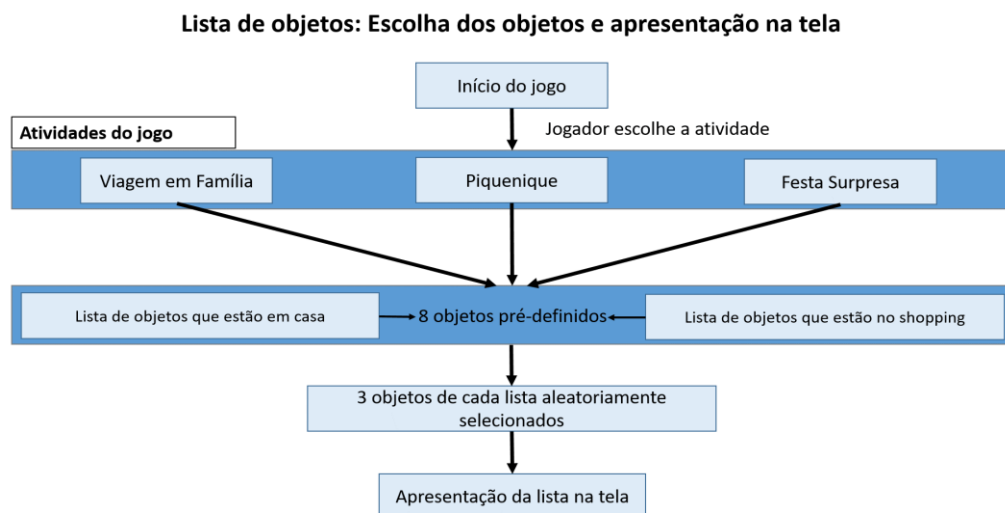 Lista de objetos: Escolha dos objetos e apresentação na tela
Início do jogo
Atividades do jogo
Jogador escolhe a atividade
Viagem em Família
Piquenique
Festa Surpresa
Lista de objetos que estão em casa
8 objetos pré-definidos
Lista de objetos que estão no shopping
3 objetos de cada lista aleatoriamente
selecionados
Apresentação da lista na tela